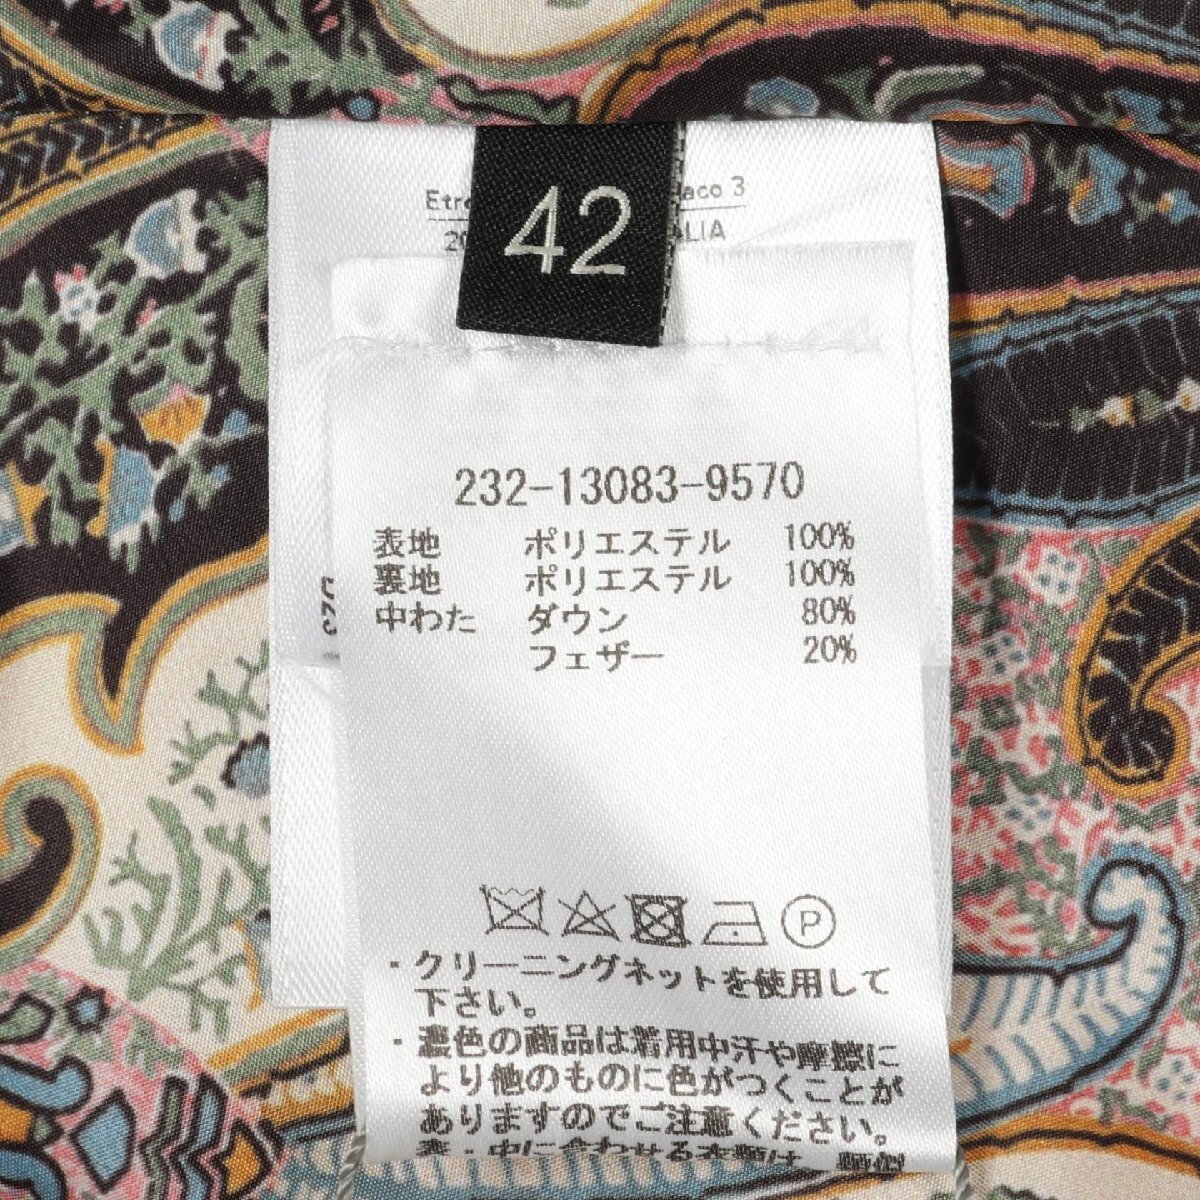 42
Etro
aco 3
20
ALIA
232-13083-9570
表地 ポリエステル 100%
裏地 ポリエステル 100%
中わた ダウン 80%
フェザー 20%
P
・クリーニングネットを使用して
下さい。
・濃色の商品は着用中汗や摩擦に
より他のものに色がつくことが
ありますのでご注意ください。